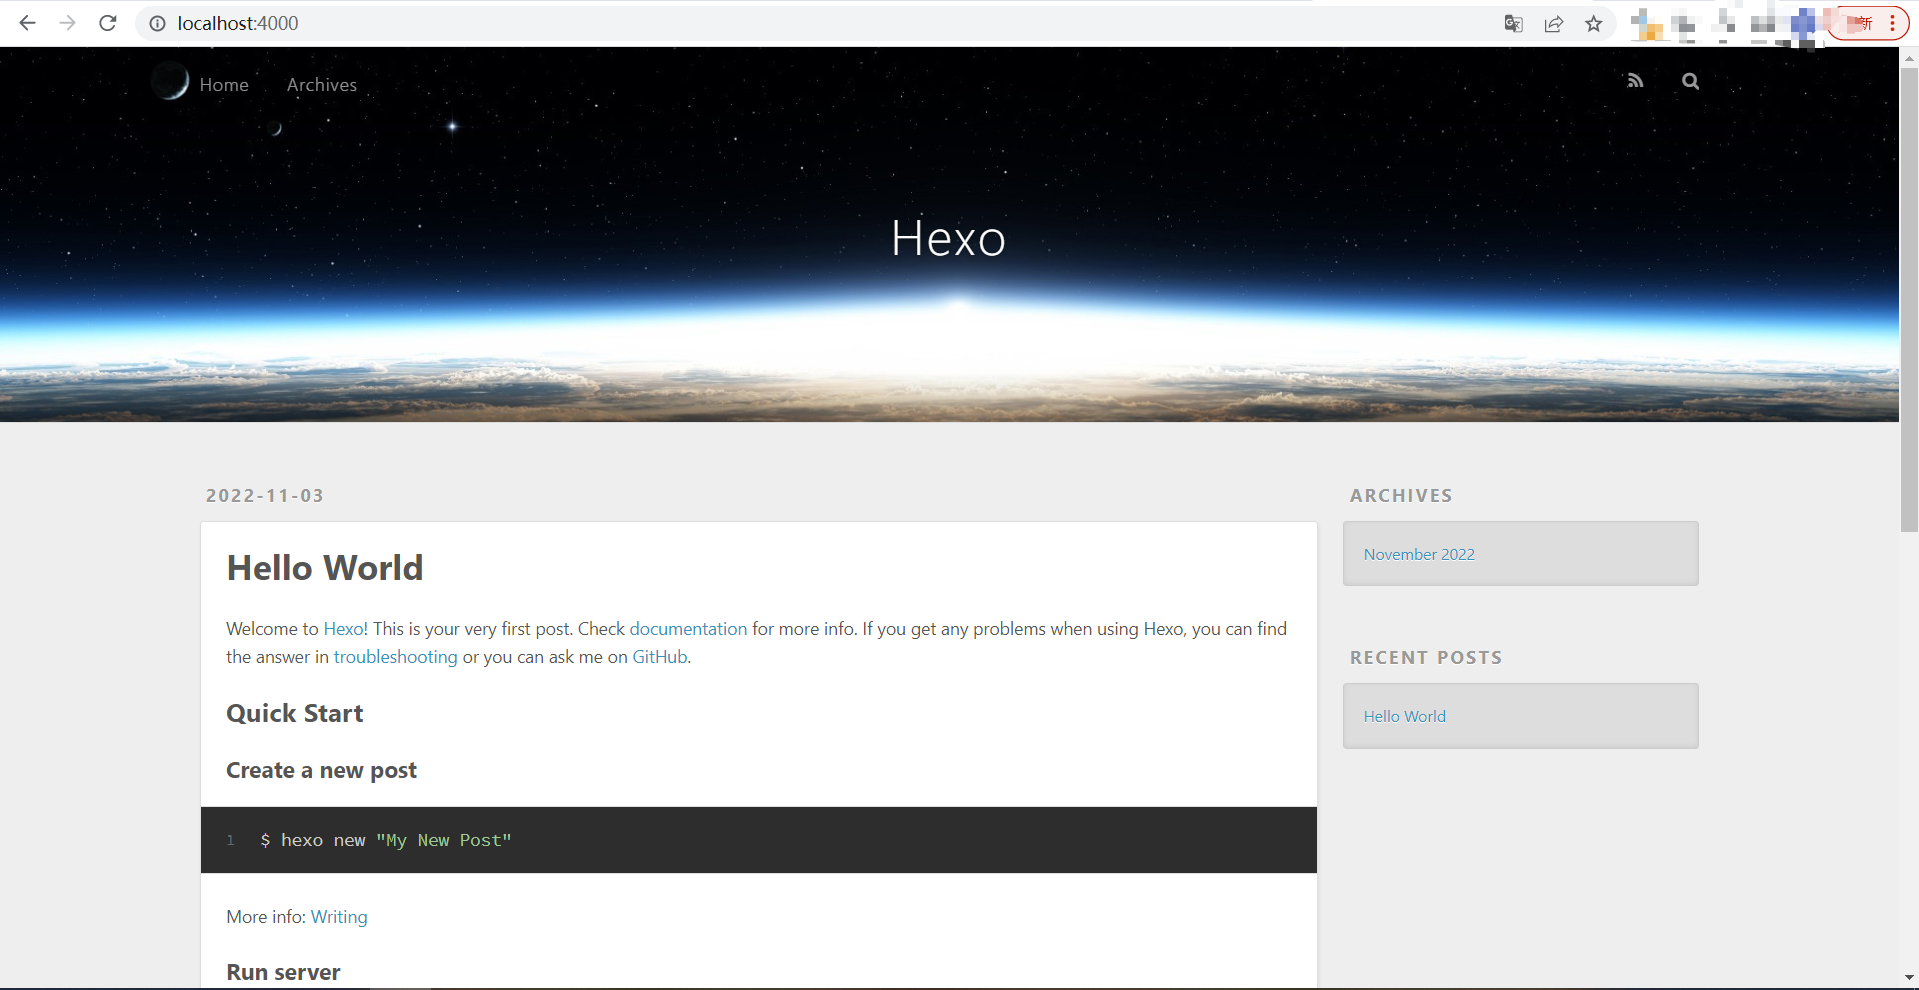 localhost:4000
新
Home Archives
Hexo
2022-11-03
Hello World
Welcome to Hexo! This is your very first post. Check documentation for more info. If you get any problems when using Hexo, you can find
the answer in troubleshooting or you can ask me on GitHub.
Quick Start
Create a new post
1 $ hexo new "My New Post"
More info: Writing
Run server
ARCHIVES
November 2022
RECENT POSTS
Hello World